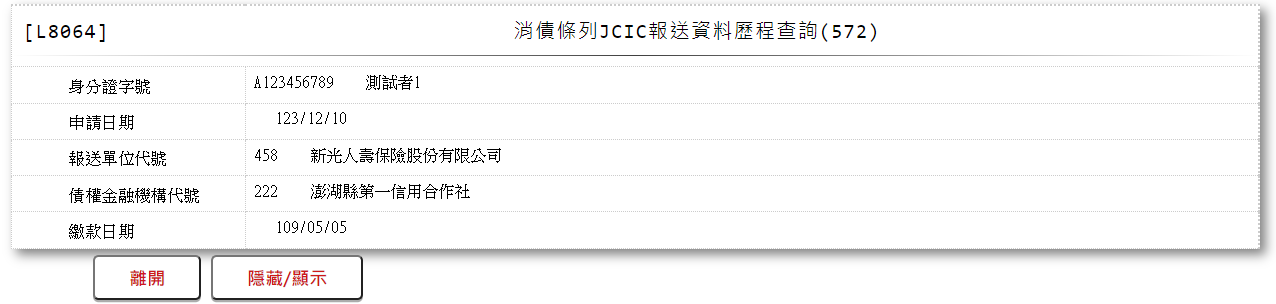 [L8064] 消債條列JCIC報送資料歷程查詢(572)
身分證字號 A123456789 測試者1
申請日期 123/12/10
報送單位代號 458 新光人壽保險股份有限公司
債權金融機構代號 222 澎湖縣第一信用合作社
繳款日期 109/05/05
離開 隱藏/顯示